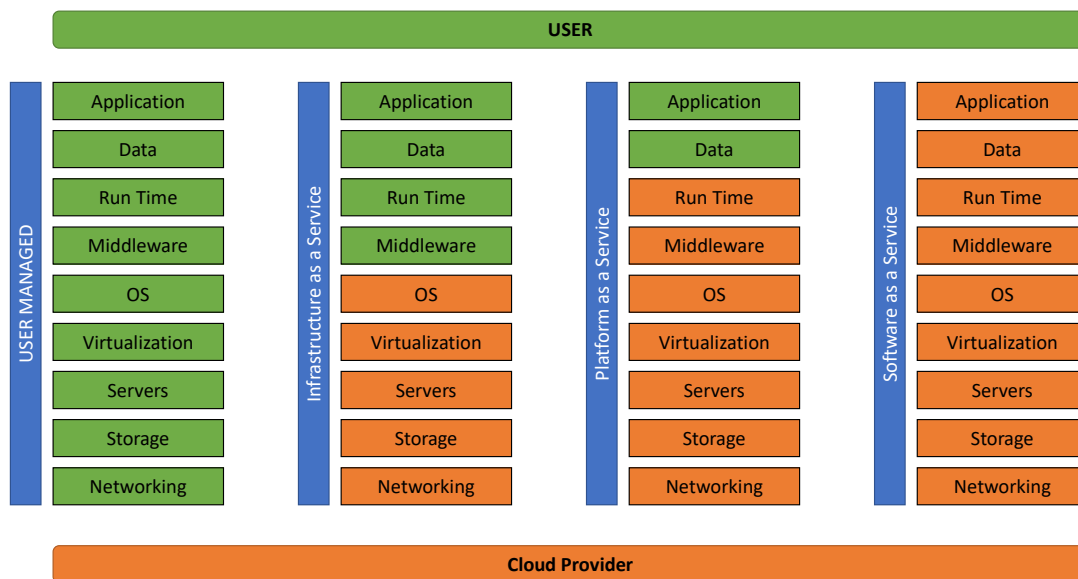 USER
USER MANAGED
Application
Data
Run Time
Middleware
OS
Virtualization
Servers
Storage
Networking
Infrastructure as a Service
Application
Data
Run Time
Middleware
OS
Virtualization
Servers
Storage
Networking
Platform as a Service
Application
Data
Run Time
Middleware
OS
Virtualization
Servers
Storage
Networking
Software as a Service
Application
Data
Run Time
Middleware
OS
Virtualization
Servers
Storage
Networking
Cloud Provider